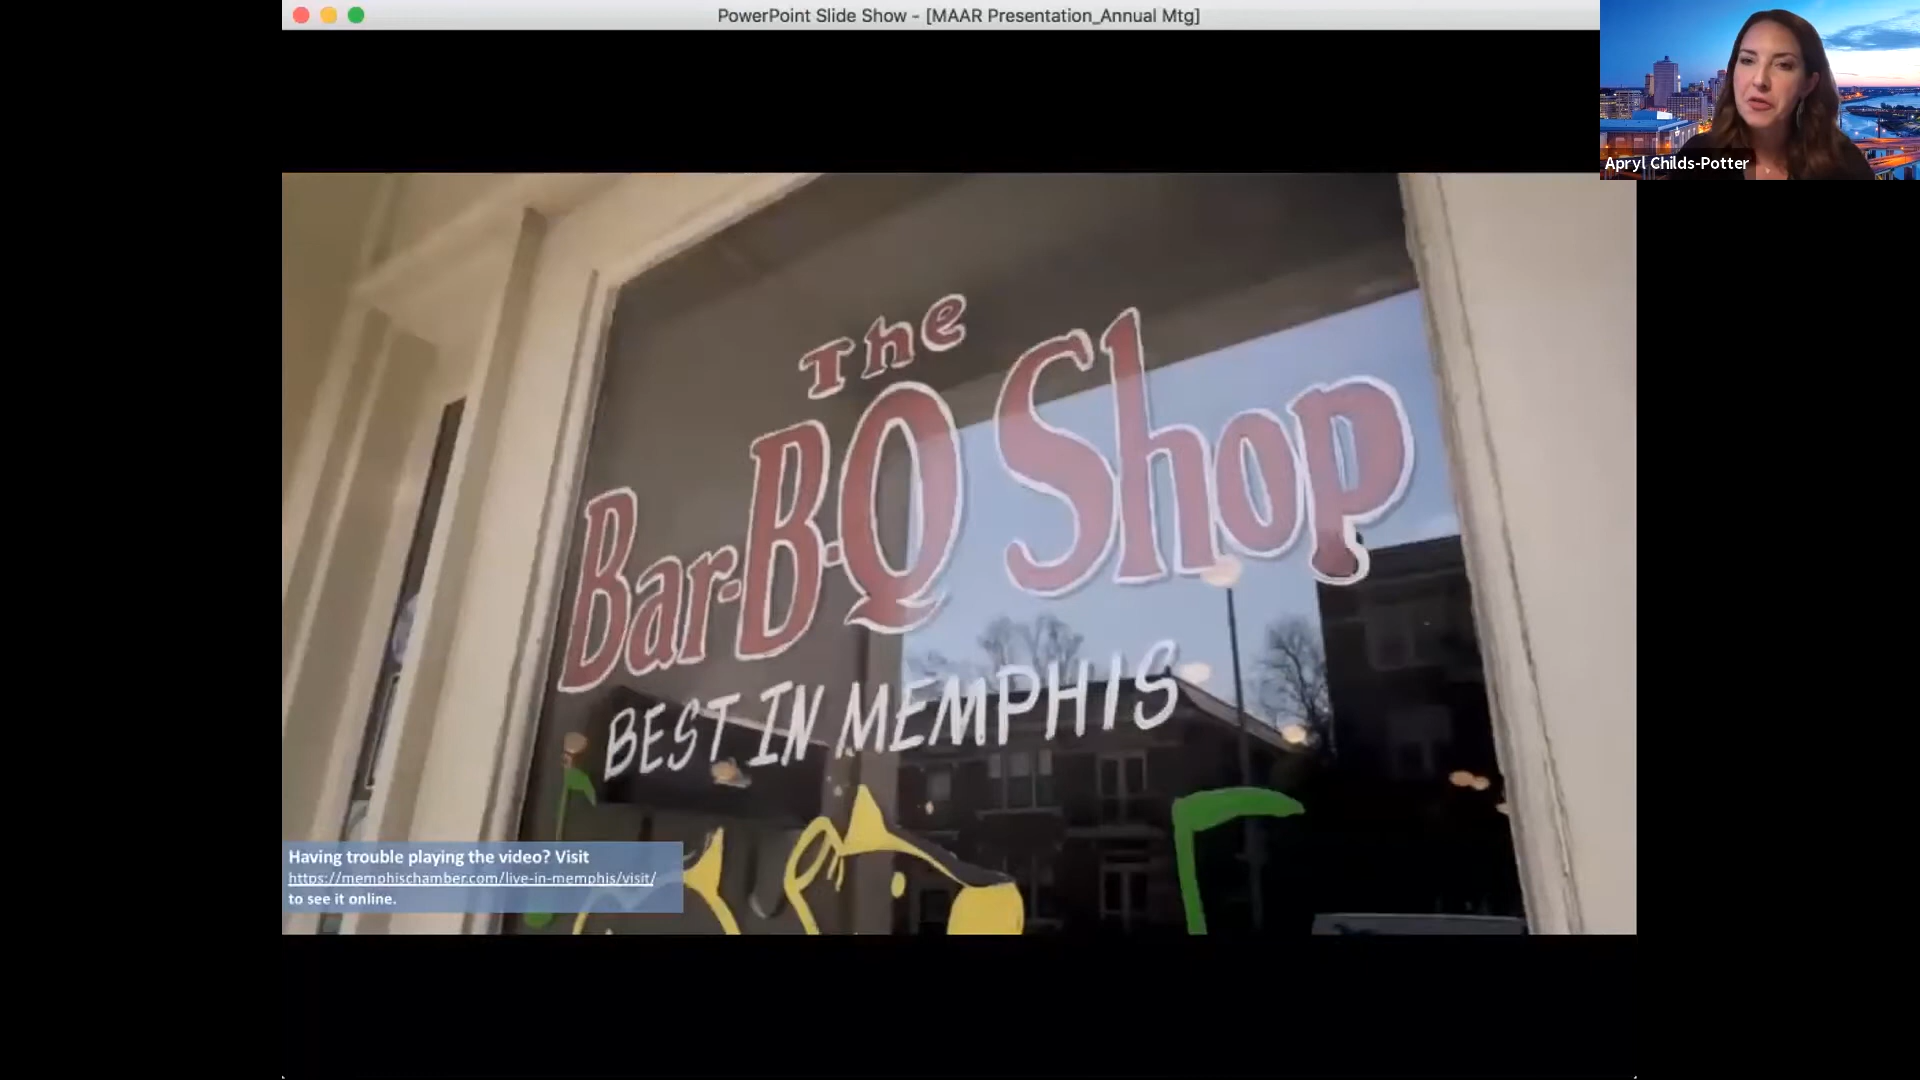 PowerPoint Slide Show - [MAAR Presentation_Annual Mtg]
Apryl Childs-Potter
The
Bar-B-Q Shop
BEST IN MEMPHIS
Having trouble playing the video? Visit
https://memphischamber.com/live-in-memphis/visit/
to see it online.